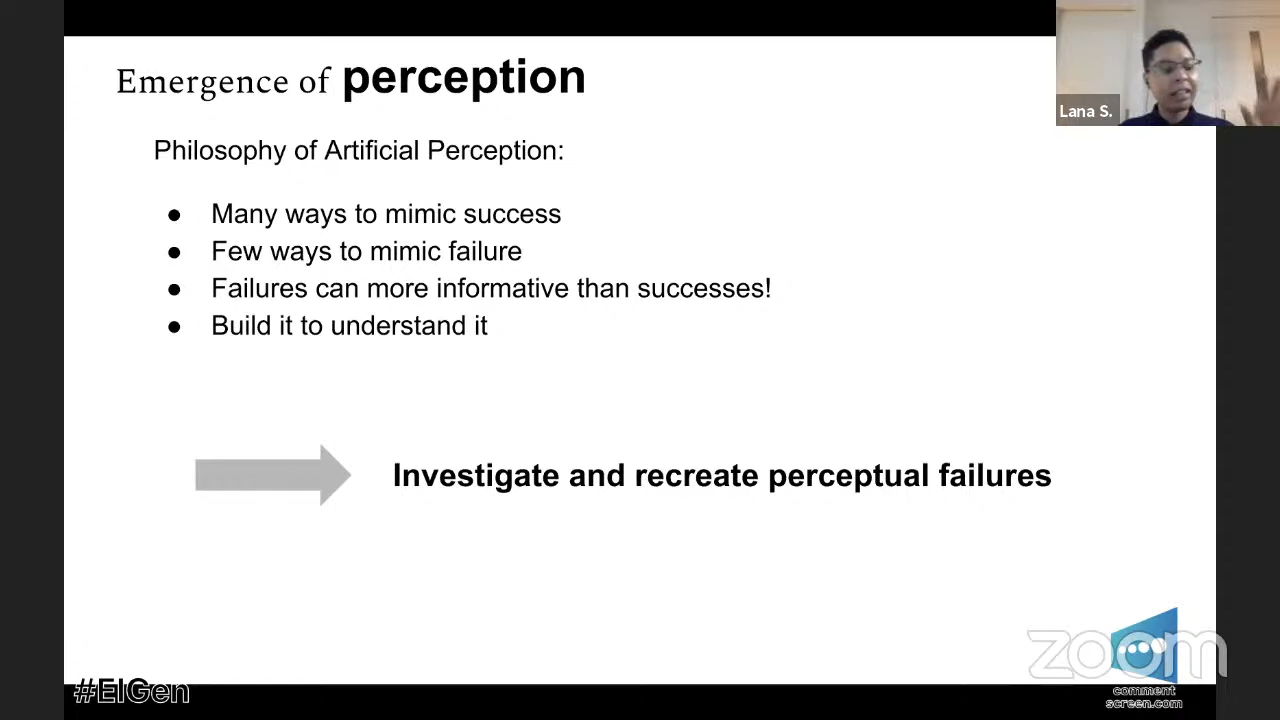 Emergence of perception
Lana S.
Philosophy of Artificial Perception:
● Many ways to mimic success
● Few ways to mimic failure
● Failures can more informative than successes!
● Build it to understand it
Investigate and recreate perceptual failures
zoom
#EIGen
comment
screen.com